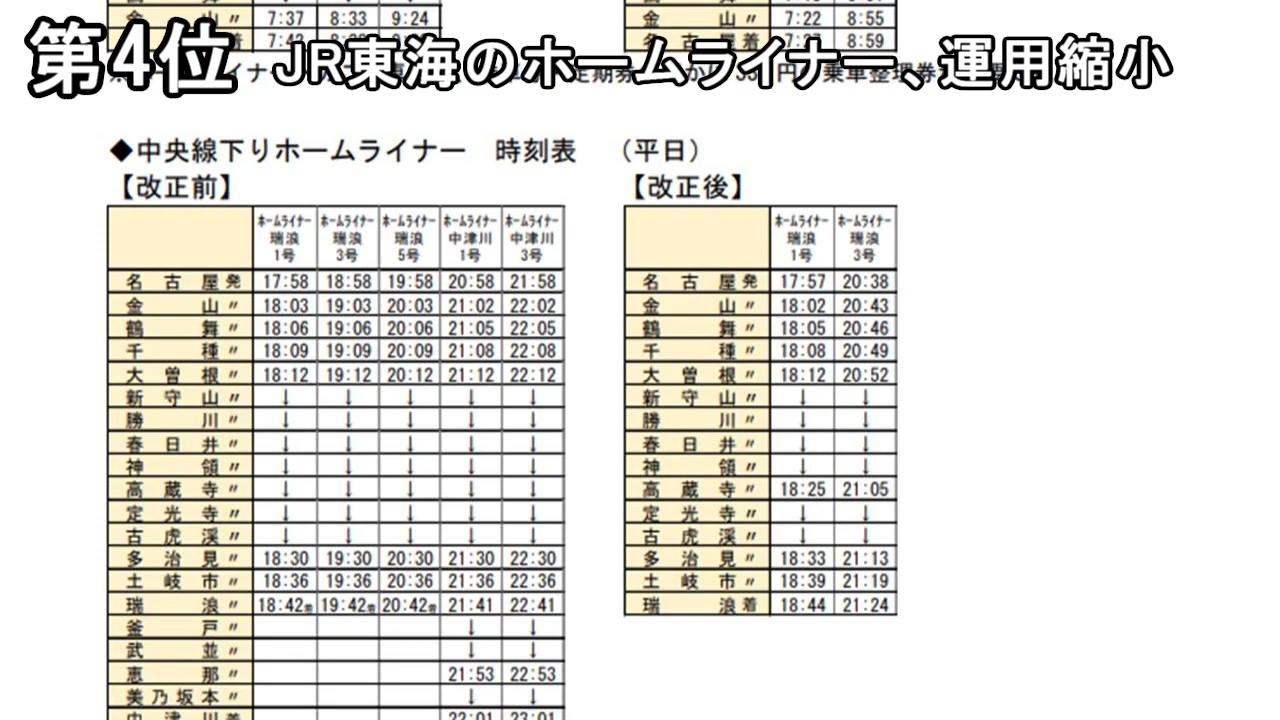 金山〃 7:37 8:33 9:24 金山〃 7:22 8:55
着 名古屋着 8:59
第4位 JR東海のホームライナー、運用縮小
◆中央線下りホームライナー 時刻表 (平日)
【改正前】 【改正後】
ホームライナー ホームライナー ホームライナー ホームライナー ホームライナー ホームライナー ホームライナー
瑞浪 瑞浪 瑞浪 中津川 中津川 瑞浪 瑞浪
1号 3号 5号 1号 3号 1号 3号
名古屋発 17:58 18:58 19:58 20:58 21:58 名古屋発 17:57 20:38
金山〃 18:03 19:03 20:03 21:02 22:02 金山〃 18:02 20:43
鶴舞〃 18:06 19:06 20:06 21:05 22:05 鶴舞〃 18:05 20:46
千種〃 18:09 19:09 20:09 21:08 22:08 千種〃 18:08 20:49
大曽根〃 18:12 19:12 20:12 21:12 22:12 大曽根〃 18:12 20:52
新守山〃 ↓ ↓ ↓ ↓ ↓ 新守山〃 ↓ ↓
勝川〃 ↓ ↓ ↓ ↓ ↓ 勝川〃 ↓ ↓
春日井〃 ↓ ↓ ↓ ↓ ↓ 春日井〃 ↓ ↓
神領〃 ↓ ↓ ↓ ↓ ↓ 神領〃 ↓ ↓
高蔵寺〃 ↓ ↓ ↓ ↓ ↓ 高蔵寺〃 18:25 21:05
定光寺〃 ↓ ↓ ↓ ↓ ↓ 定光寺〃 ↓ ↓
古虎渓〃 ↓ ↓ ↓ ↓ ↓ 古虎渓〃 ↓ ↓
多治見〃 18:30 19:30 20:30 21:30 22:30 多治見〃 18:33 21:13
土岐市〃 18:36 19:36 20:36 21:36 22:36 土岐市〃 18:39 21:19
瑞浪〃 18:42着 19:42着 20:42着 21:41 22:41 瑞浪着 18:44 21:24
釜戸〃 ↓ ↓
武並〃 ↓ ↓
恵那〃 21:53 22:53
美乃坂本〃 ↓ ↓
中津川着 22:01 23:01